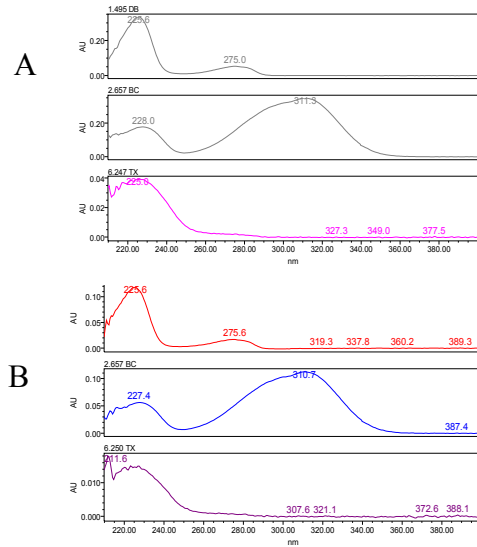 A
1.495 DB
AU
0.20
0.00
225.6
275.0
2.657 BC
AU
0.20
0.00
228.0
311.3
6.247 TX
AU
0.04
0.02
0.00
225.0
327.3 349.0 377.5
220.00 240.00 260.00 280.00 300.00 320.00 340.00 360.00 380.00
nm
B
AU
0.10
0.05
0.00
225.6
275.6
319.3 337.8 360.2 389.3
2.657 BC
AU
0.10
0.05
0.00
227.4
310.7
387.4
6.250 TX
AU
0.010
0.000
211.6
307.6 321.1 372.6 388.1
220.00 240.00 260.00 280.00 300.00 320.00 340.00 360.00 380.00
nm